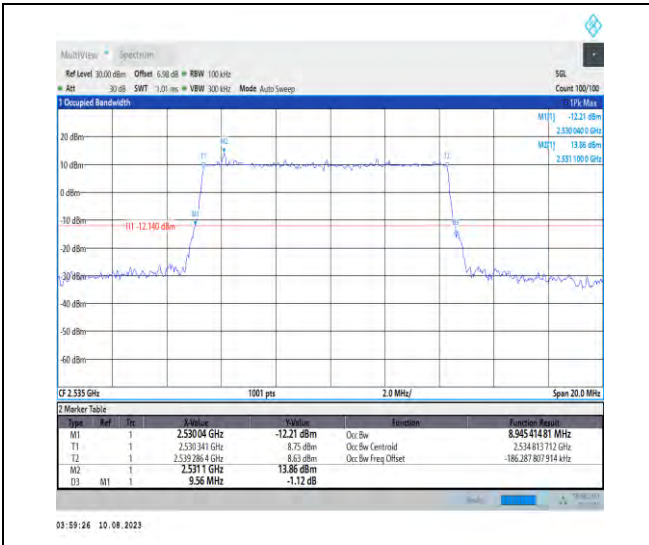 MultiView Spectrum
Ref Level 30.00 dBm Offset 6.98 dB RBW 100 kHz SGL
Att 30 dB SWT 1.01 ms VBW 300 kHz Mode Auto Sweep Count 100/100
1 Occupied Bandwidth 1Pk Max
M1[1] -12.21 dBm
2.530 040 0 GHz
M2[1] 13.86 dBm
2.531 100 0 GHz
20 dBm
M2
T1 T2
10 dBm
0 dBm
-10 dBm
M1
H1 -12.140 dBm
-20 dBm
-30 dBm
-40 dBm
-50 dBm
-60 dBm
CF 2.535 GHz 1001 pts 2.0 MHz/ Span 20.0 MHz
2 Marker Table
Type Ref Trc X-Value Y-Value Function Function Result
M1 1 2.53004 GHz -12.21 dBm Occ Bw 8.945 414 81 MHz
T1 1 2.530 341 GHz 8.75 dBm Occ Bw Centroid 2.534 813 712 GHz
T2 1 2.539 286 4 GHz 8.63 dBm Occ Bw Freq Offset -186.287 807 914 kHz
M2 1 2.5311 GHz 13.86 dBm
D3 M1 1 9.56 MHz -1.12 dB
03:59:26 10.08.2023